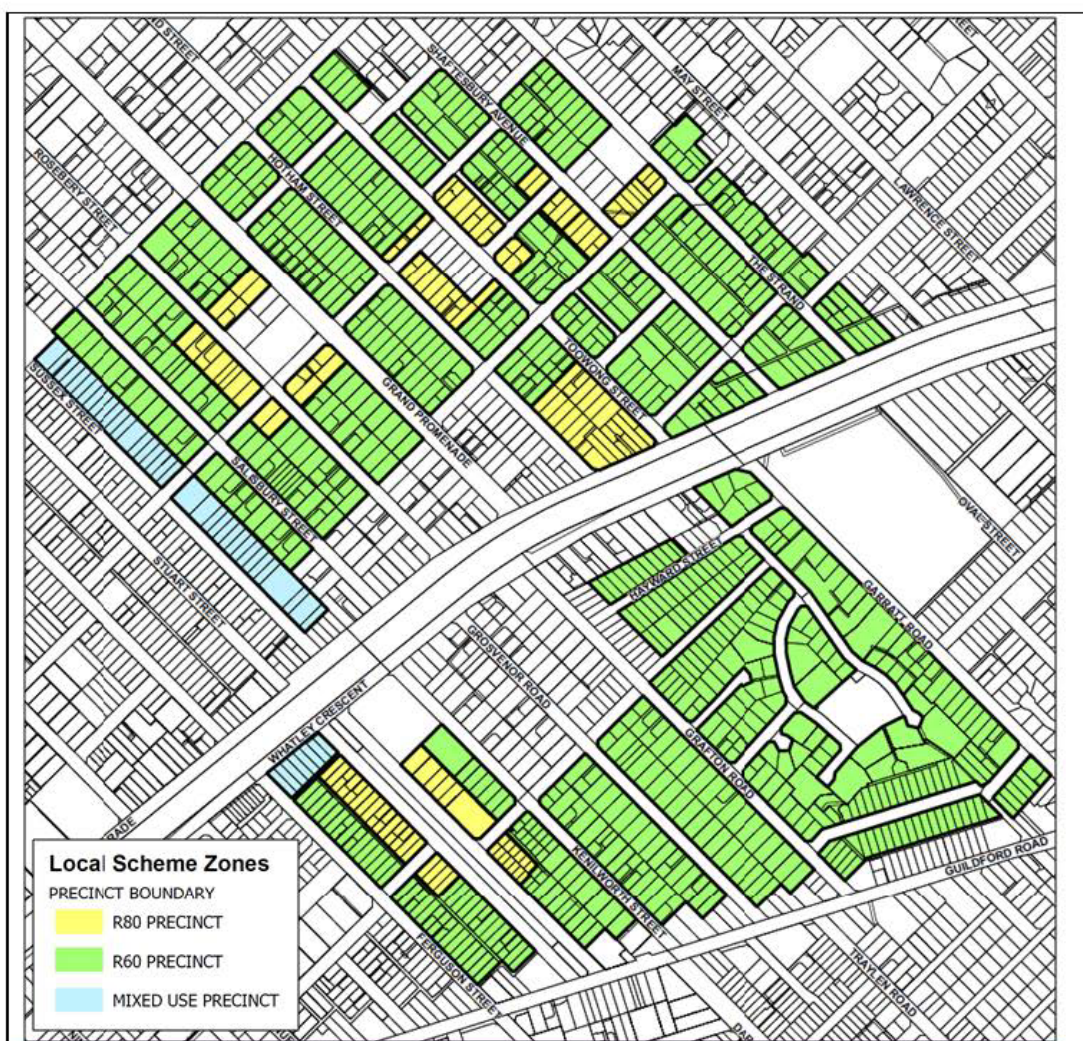 SHAFTESBURY AVENUE
MAY STREET
ROSEBERY STREET
HOTHAM STREET
LAWRENCE STREET
THE STRAND
SUSSEX STREET
TOOWONG STREET
GRAND PROMENADE
SALISBURY STREET
OVAL STREET
STUART STREET
HAYWARD STREET
GARRATT ROAD
GROSVENOR ROAD
WHATLEY CRESCENT
GRAFTON ROAD
KENILWORTH STREET
GUILDFORD ROAD
FERGUSON STREET
TRAYLEN ROAD
Local Scheme Zones
PRECINCT BOUNDARY
R80 PRECINCT
R60 PRECINCT
MIXED USE PRECINCT